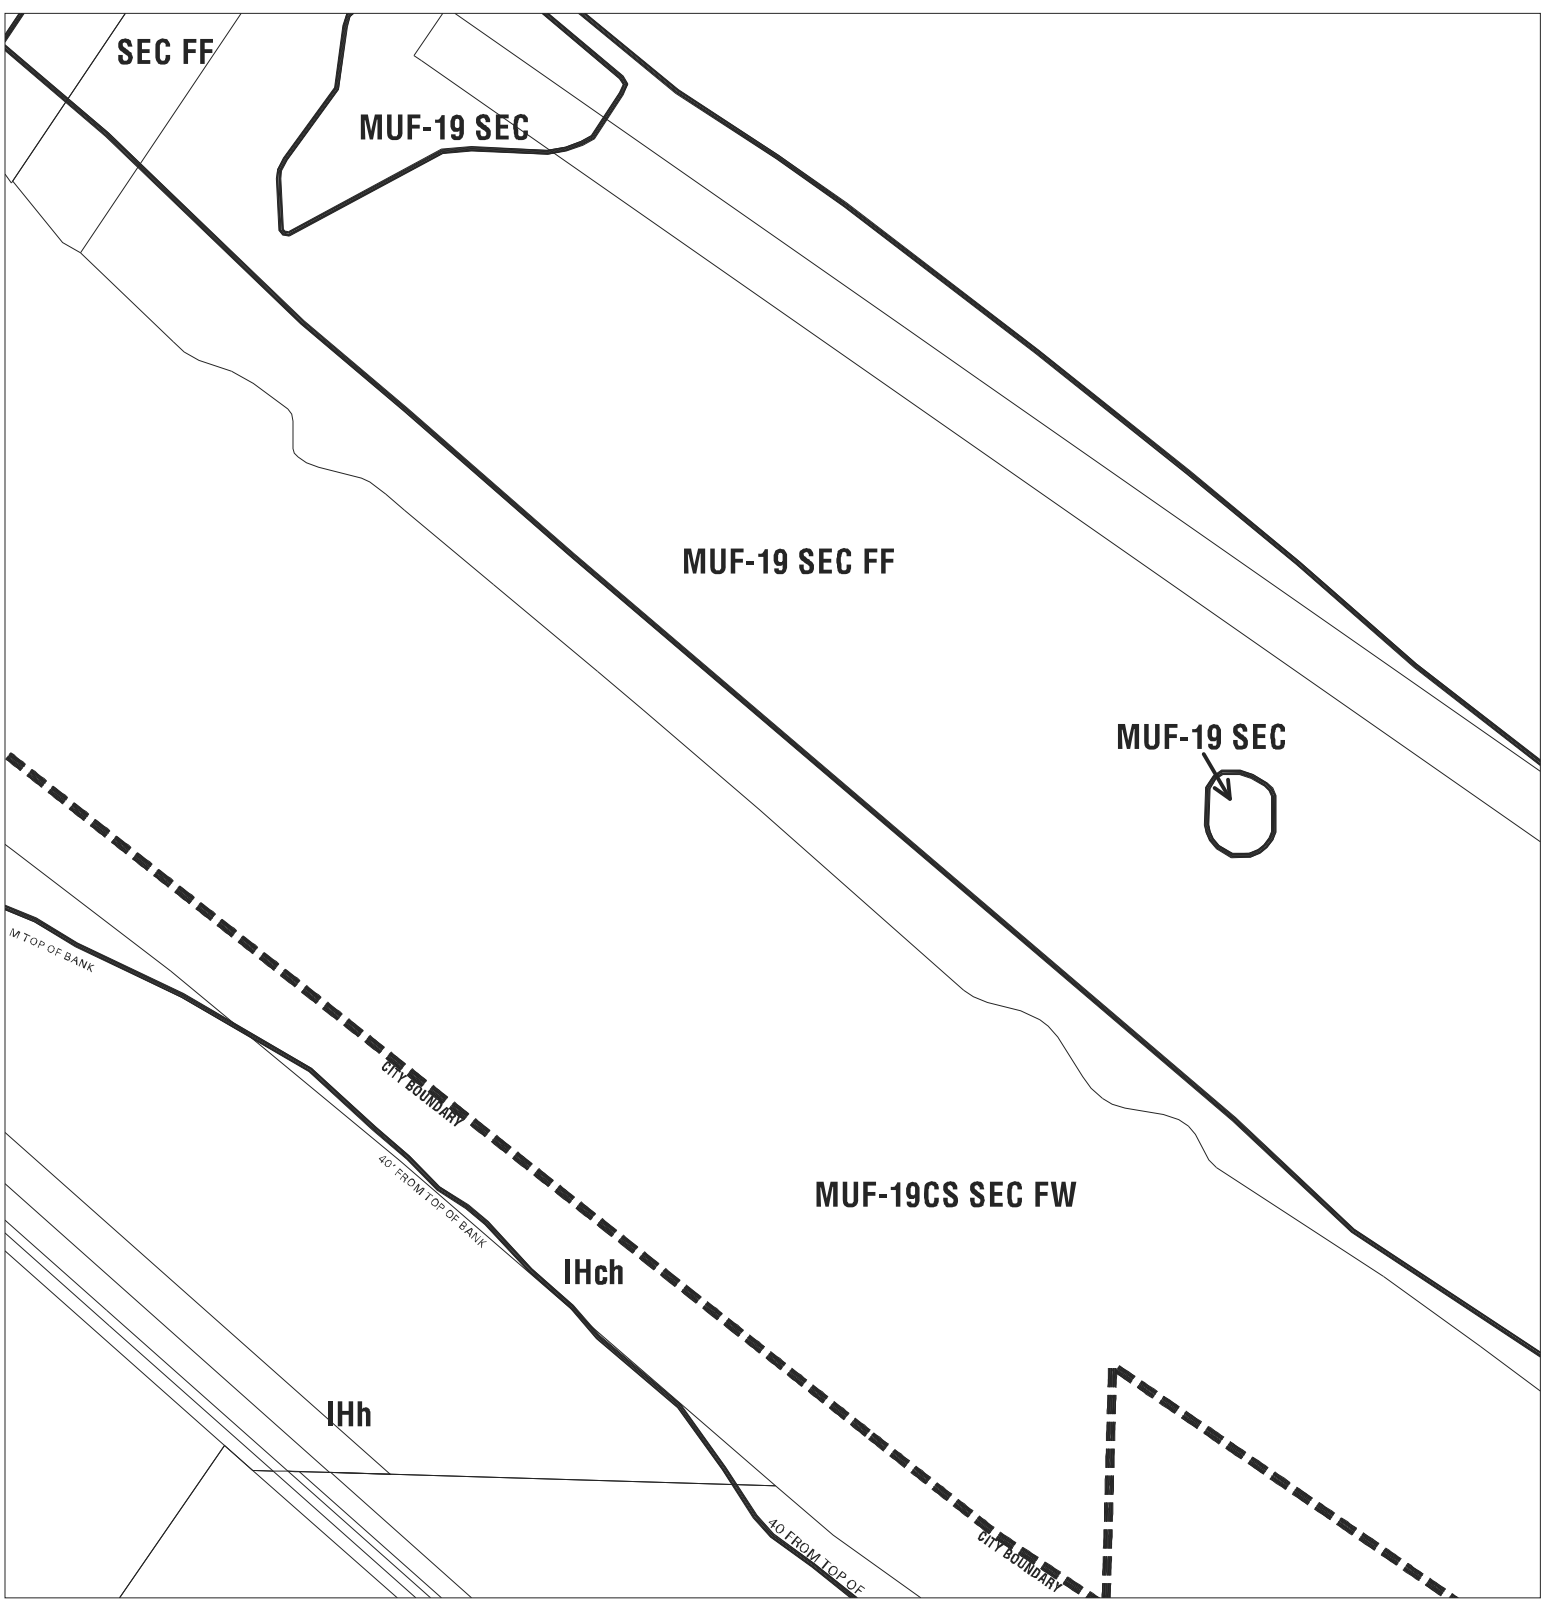 SEC FF
MUF-19 SEC
MUF-19 SEC FF
MUF-19 SEC
M TOP OF BANK
CITY BOUNDARY
40' FROM TOP OF BANK
MUF-19CS SEC FW
IHch
IHh
40 FROM TOP OF
CITY BOUNDARY